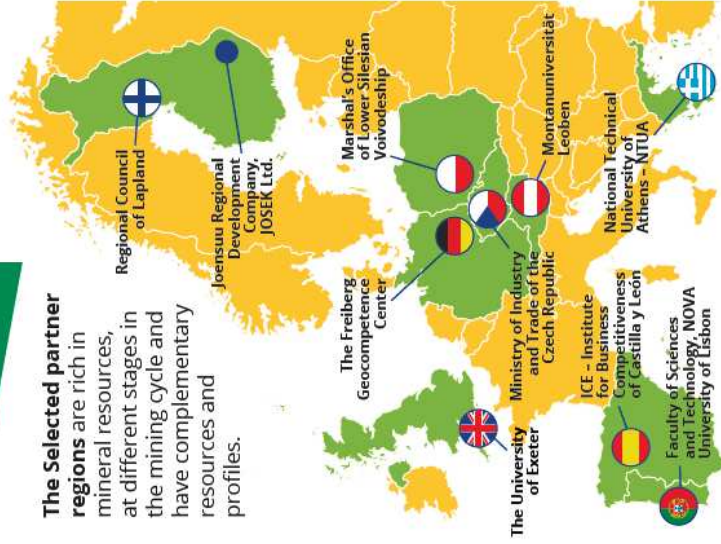 The Selected partner
regions are rich in
mineral resources,
at different stages in
the mining cycle and
have complementary
resources and
profiles.
Regional Council
of Lapland
Joensuu Regional
Development
Company,
JOSEK Ltd.
Marshal's Office
of Lower Silesian
Voivodeship
The Freiberg
Geocompetence
Center
Montanuniversität
Leoben
Ministry of Industry
and Trade of the
Czech Republic
National Technical
University of
Athens – NTUA
The University
of Exeter
ICE – Institute
for Business
Competitiveness
of Castilla y León
Faculty of Sciences
and Technology, NOVA
University of Lisbon